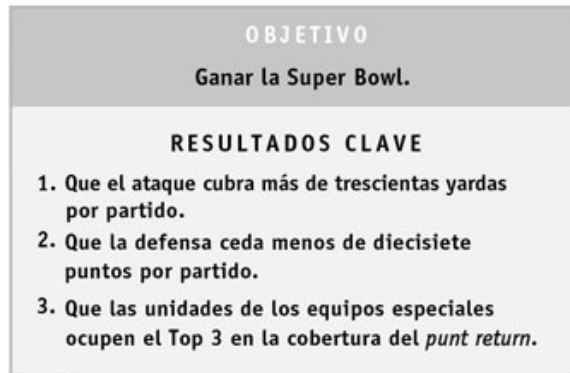 OBJETIVO
Ganar la Super Bowl.
RESULTADOS CLAVE
1. Que el ataque cubra más de trescientas yardas
por partido.
2. Que la defensa ceda menos de diecisiete
puntos por partido.
3. Que las unidades de los equipos especiales
ocupen el Top 3 en la cobertura del punt return.